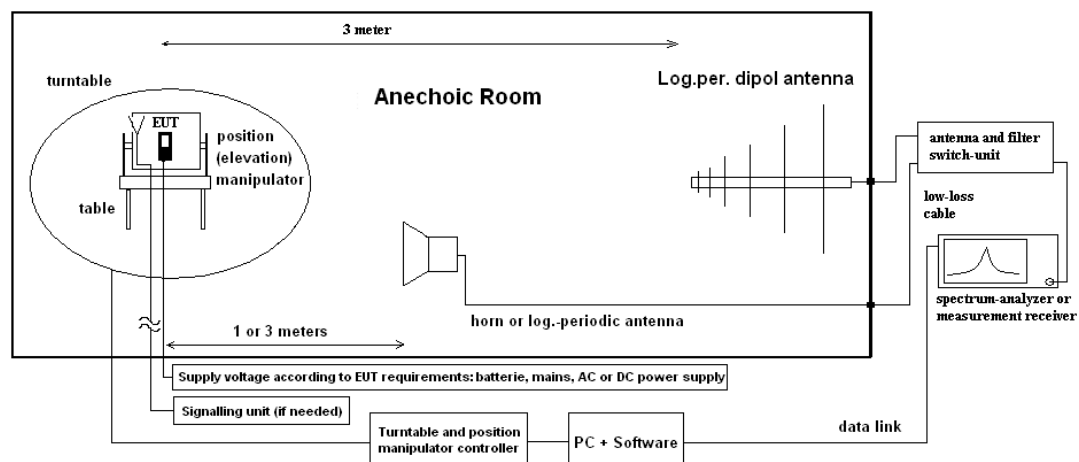 3 meter
turntable
Log.per. dipol antenna
Anechoic Room
EUT
position
(elevation)
manipulator
antenna and filter
switch-unit
table
low-loss
cable
spectrum-analyzer or
measurement receiver
horn or log.-periodic antenna
1 or 3 meters
Supply voltage according to EUT requirements: batterie, mains, AC or DC power supply
Signalling unit (if needed)
Turntable and position
manipulator controller
PC + Software
data link